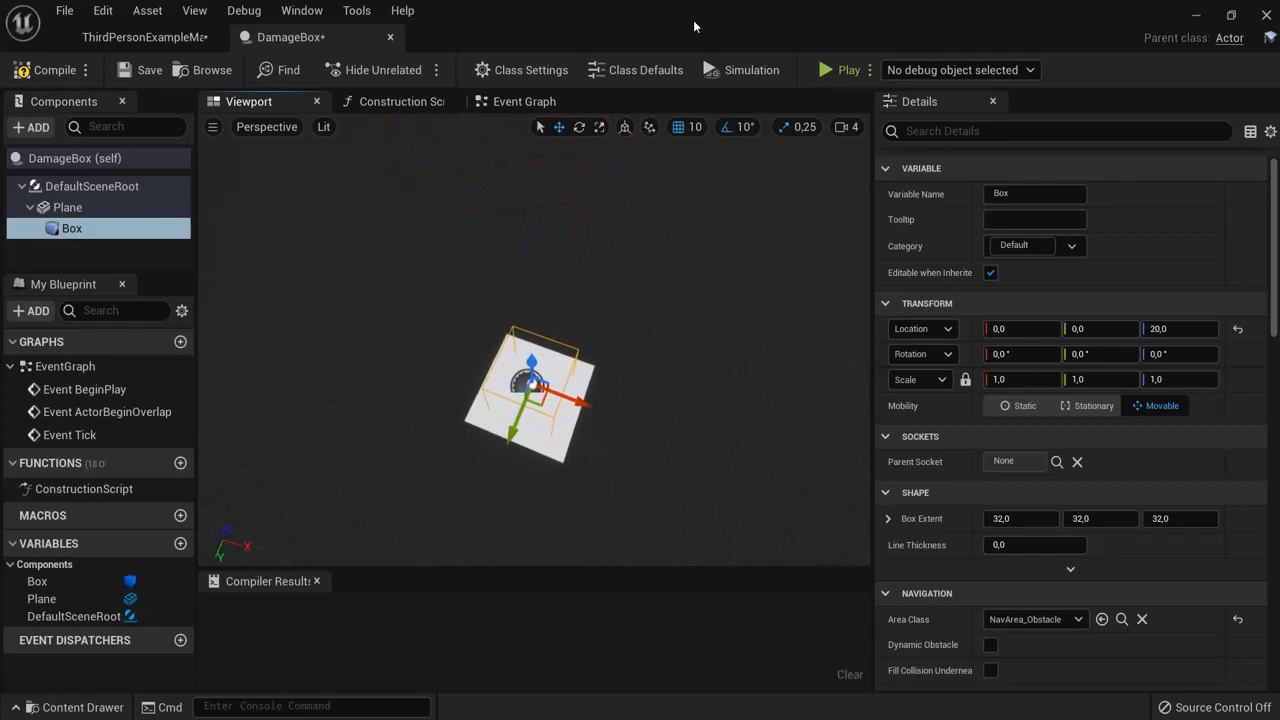 File Edit Asset View Debug Window Tools Help
ThirdPersonExampleMa*
DamageBox*
Parent class: Actor
Compile
Save
Browse
Find
Hide Unrelated
Class Settings
Class Defaults
Simulation
Play
No debug object selected
Components
ADD
Search
DamageBox (self)
DefaultSceneRoot
Plane
Box
My Blueprint
ADD
Search
GRAPHS
EventGraph
Event BeginPlay
Event ActorBeginOverlap
Event Tick
FUNCTIONS (18 O
ConstructionScript
MACROS
VARIABLES
Components
Box
Plane
DefaultSceneRoot
EVENT DISPATCHERS
Viewport
Construction Scr
Event Graph
Perspective
Lit
10
10°
0,25
4
X
Y
Compiler Results
Clear
Details
Search Details
VARIABLE
Variable Name Box
Tooltip
Category Default
Editable when Inherite
TRANSFORM
Location 0,0 0,0 20,0
Rotation 0,0 ° 0,0 ° 0,0 °
Scale 1,0 1,0 1,0
Mobility Static Stationary Movable
SOCKETS
Parent Socket None
SHAPE
Box Extent 32,0 32,0 32,0
Line Thickness 0,0
NAVIGATION
Area Class NavArea_Obstacle
Dynamic Obstacle
Fill Collision Undernea
Content Drawer
Cmd
Enter Console Command
Source Control Off